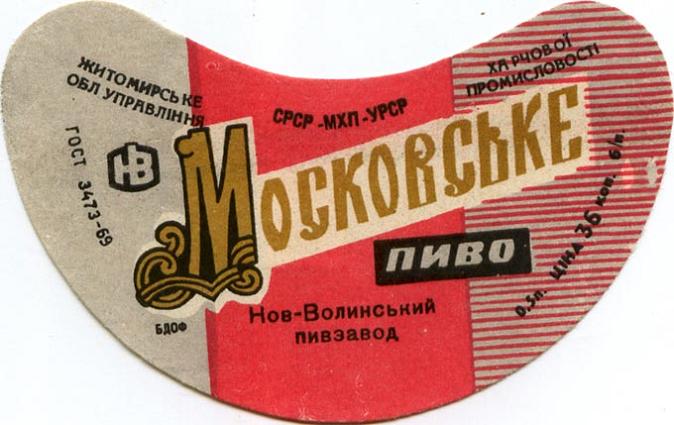 ЖИТОМИРСЬКЕ
ОБЛ УПРАВЛІННЯ
ХАРЧОВОЇ
ПРОМИСЛОВОСТІ
СРСР-МХП-УРСР
ГОСТ 3473-69
НВ
МОСКОВСЬКЕ
ПИВО
0,5л. ЦІНА 36 коп. б/п.
Нов-Волинський
пивзавод
БДОФ